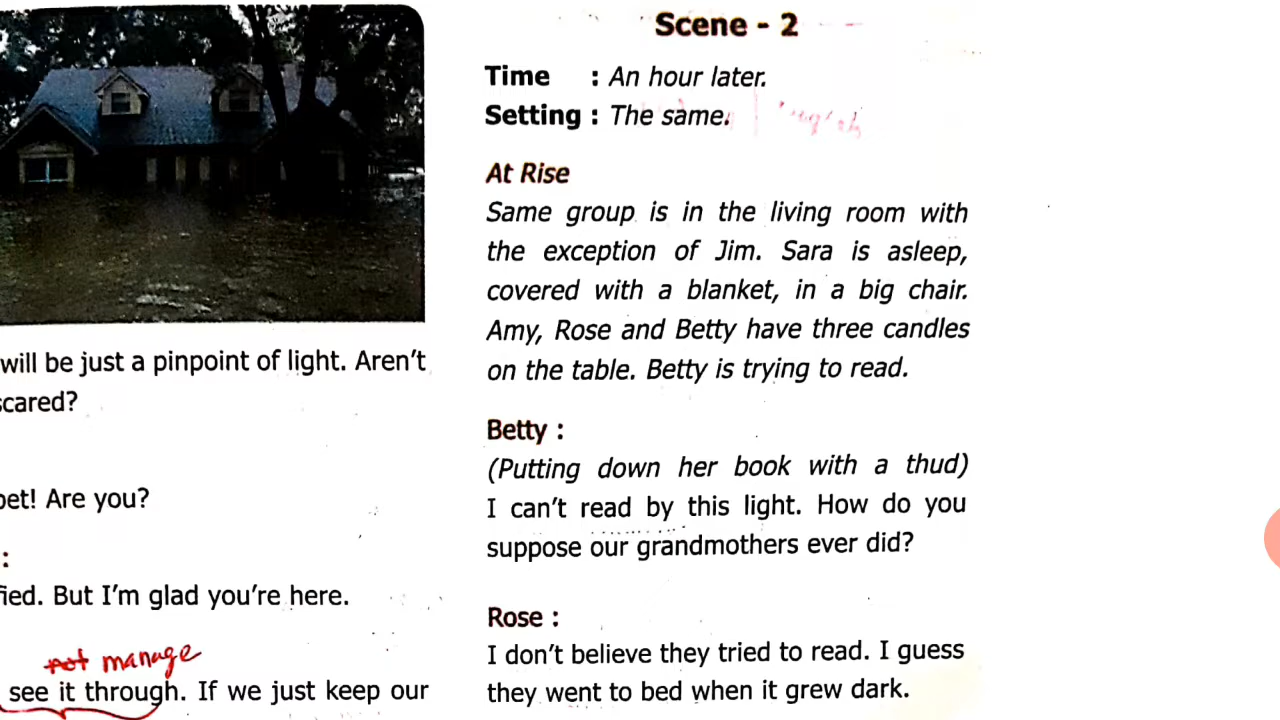 will be just a pinpoint of light. Aren't
scared?
bet! Are you?
:
fied. But I'm glad you're here.
not manage
see it through. If we just keep our
Scene - 2
Time : An hour later.
Setting : The same.
At Rise
Same group is in the living room with
the exception of Jim. Sara is asleep,
covered with a blanket, in a big chair.
Amy, Rose and Betty have three candles
on the table. Betty is trying to read.
Betty :
(Putting down her book with a thud)
I can't read by this light. How do you
suppose our grandmothers ever did?
Rose :
I don't believe they tried to read. I guess
they went to bed when it grew dark.